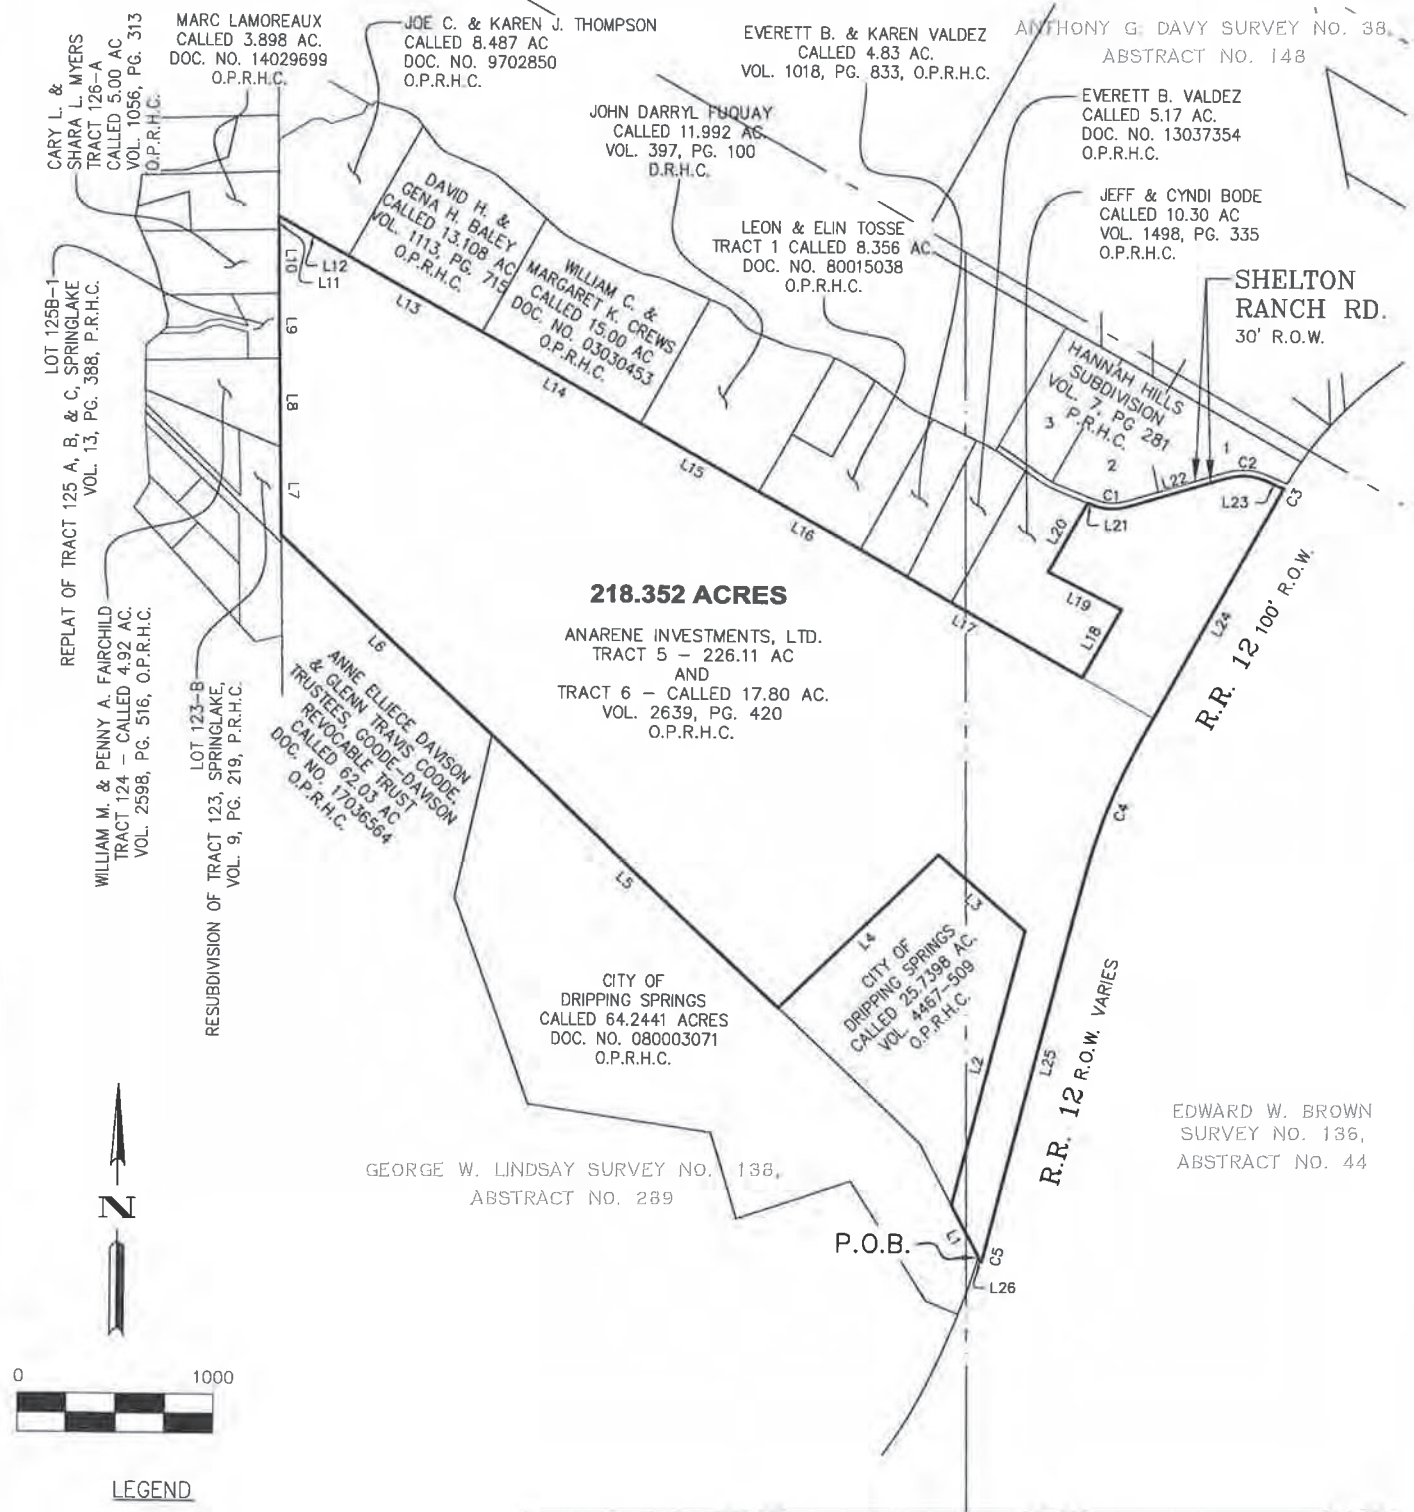 MARC LAMOREAUX
CALLED 3.898 AC.
DOC. NO. 14029699
O.P.R.H.C.
JOE C. & KAREN J. THOMPSON
CALLED 8.487 AC
DOC. NO. 9702850
O.P.R.H.C.
EVERETT B. & KAREN VALDEZ
CALLED 4.83 AC
VOL. 1018, PG. 833, O.P.R.H.C.
ANTHONY G. DAVY SURVEY NO. 38,
ABSTRACT NO. 148
CARY L. &
SHARA L. MYERS
TRACT 126-A
CALLED 5.00 AC
VOL. 1056, PG. 313
O.P.R.H.C.
JOHN DARRYL FUQUAY
CALLED 11.992 AC
VOL. 397, PG. 100
D.R.H.C.
EVERETT B. VALDEZ
CALLED 5.17 AC.
DOC. NO. 13037354
O.P.R.H.C.
JEFF & CYNDI BODE
CALLED 10.30 AC
VOL. 1498, PG. 335
O.P.R.H.C.
DAVID H. &
GENA H. BALEY
CALLED 13.108 AC
VOL. 1113, PG. 715
O.P.R.H.C.
LEON & ELIN TOSSE
TRACT 1 CALLED 8.356 AC.
DOC. NO. 80015038
O.P.R.H.C.
SHELTON
RANCH RD.
30' R.O.W.
WILLIAM C. &
MARGARET K. CREWS
CALLED 15.00 AC
DOC. NO. 03030453
O.P.R.H.C.
LOT 125B-1
REPLAT OF TRACT 125 A, B, & C, SPRINGLAKE
VOL. 13, PG. 388, P.R.H.C.
HANNAH HILLS
SUBDIVISION
VOL. 7, PG 281
P.R.H.C.
3
2
1
L10
L12
L11
L13
L9
L14
L8
L15
L7
L16
C1
L22
C2
L23
C3
L21
L20
L19
L18
L17
L24
R.R. 12 100' R.O.W.
218.352 ACRES
ANARENE INVESTMENTS, LTD.
TRACT 5 - 226.11 AC
AND
TRACT 6 - CALLED 17.80 AC.
VOL. 2639, PG. 420
O.P.R.H.C.
WILLIAM M. & PENNY A. FAIRCHILD
TRACT 124 - CALLED 4.92 AC.
VOL. 2598, PG. 516, O.P.R.H.C.
LOT 123-B
RESUBDIVISION OF TRACT 123, SPRINGLAKE,
VOL. 9, PG. 219, P.R.H.C.
L6
ANNE ELLIECE DAVISON
& GLENN TRAVIS COODE,
TRUSTEES, GOODE-DAVISON
REVOCABLE TRUST
CALLED 62.03 AC
DOC. NO. 17036564
O.P.R.H.C.
C4
L5
L3
L4
CITY OF
DRIPPING SPRINGS
CALLED 25.7398 AC.
VOL. 4467-509
O.P.R.H.C.
CITY OF
DRIPPING SPRINGS
CALLED 64.2441 ACRES
DOC. NO. 080003071
O.P.R.H.C.
L2
L25
R.R. 12 R.O.W. VARIES
EDWARD W. BROWN
SURVEY NO. 136,
ABSTRACT NO. 44
GEORGE W. LINDSAY SURVEY NO. 138,
ABSTRACT NO. 289
N
L1
P.O.B.
C5
L26
0 1000
LEGEND